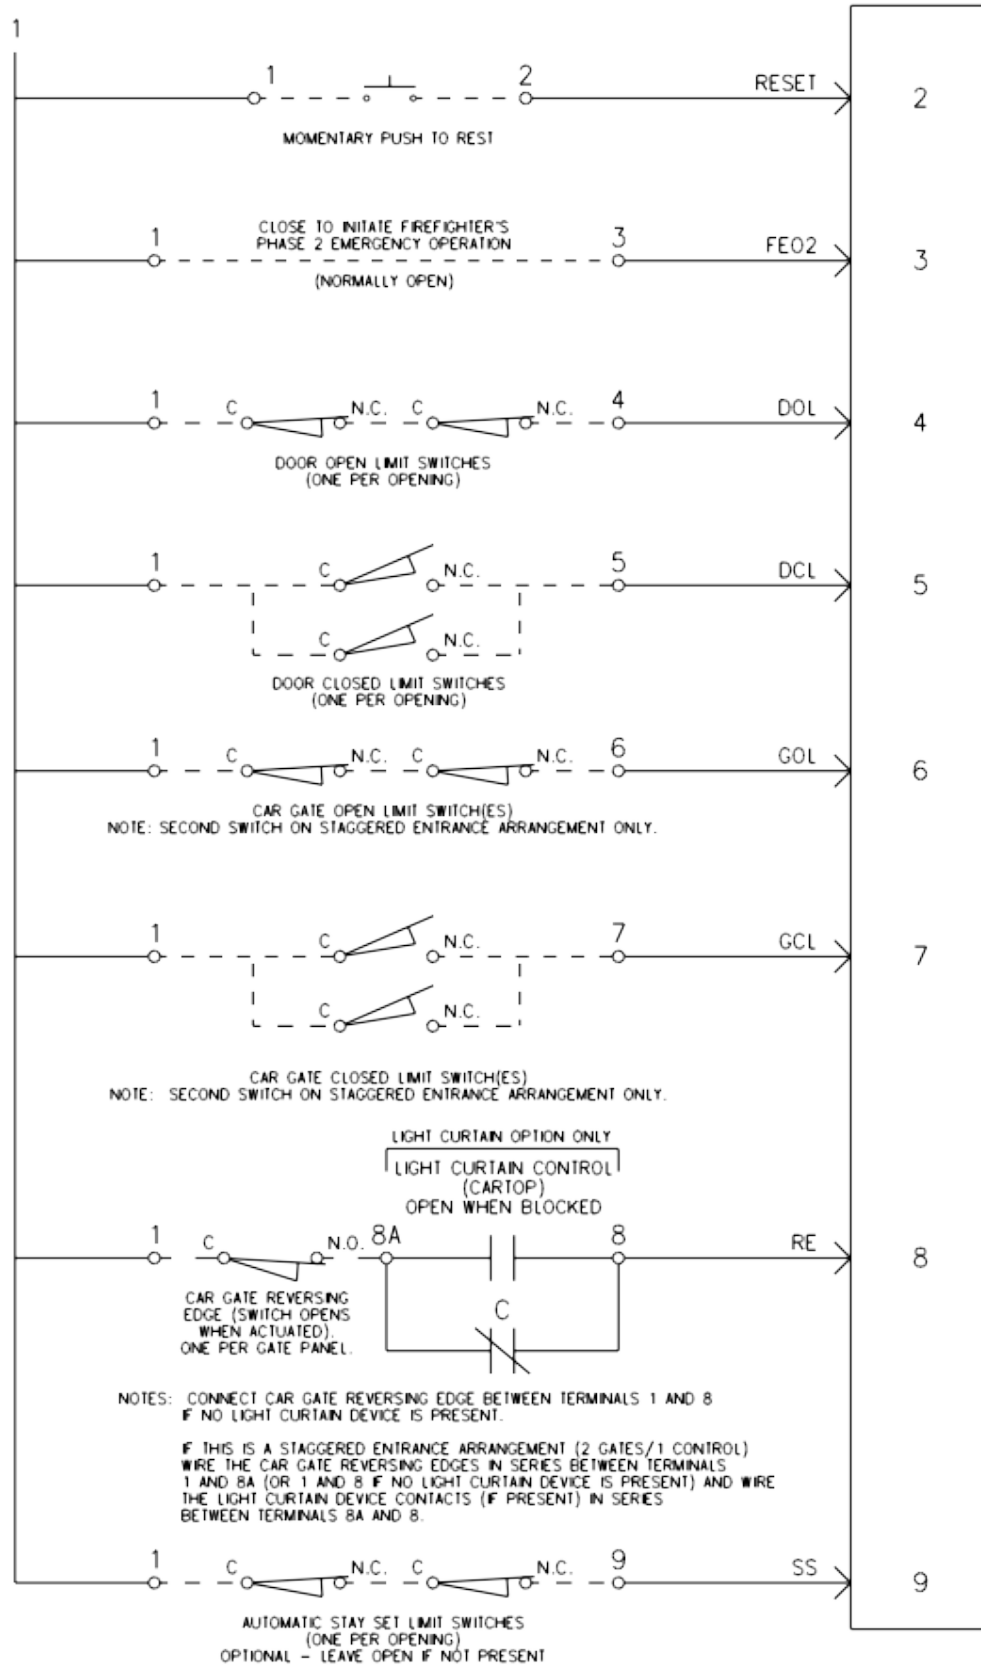 1
1 2 RESET 2
MOMENTARY PUSH TO REST
CLOSE TO INITATE FIREFIGHTER'S
PHASE 2 EMERGENCY OPERATION
1 3 FEO2 3
(NORMALLY OPEN)
1 C N.C. C N.C. 4 DOL 4
DOOR OPEN LIMIT SWITCHES
(ONE PER OPENING)
1 C N.C. 5 DCL 5
C N.C.
DOOR CLOSED LIMIT SWITCHES
(ONE PER OPENING)
1 C N.C. C N.C. 6 GOL 6
CAR GATE OPEN LIMIT SWITCH(ES)
NOTE: SECOND SWITCH ON STAGGERED ENTRANCE ARRANGEMENT ONLY.
1 C N.C. 7 GCL 7
C N.C.
CAR GATE CLOSED LIMIT SWITCH(ES)
NOTE: SECOND SWITCH ON STAGGERED ENTRANCE ARRANGEMENT ONLY.
LIGHT CURTAIN OPTION ONLY
LIGHT CURTAIN CONTROL
(CARTOP)
OPEN WHEN BLOCKED
1 C N.O. 8A 8 RE 8
CAR GATE REVERSING
EDGE (SWITCH OPENS
WHEN ACTUATED).
ONE PER GATE PANEL.
C
NOTES: CONNECT CAR GATE REVERSING EDGE BETWEEN TERMINALS 1 AND 8
IF NO LIGHT CURTAIN DEVICE IS PRESENT.
IF THIS IS A STAGGERED ENTRANCE ARRANGEMENT (2 GATES/1 CONTROL)
WIRE THE CAR GATE REVERSING EDGES IN SERIES BETWEEN TERMINALS
1 AND 8A (OR 1 AND 8 IF NO LIGHT CURTAIN DEVICE IS PRESENT) AND WIRE
THE LIGHT CURTAIN DEVICE CONTACTS (IF PRESENT) IN SERIES
BETWEEN TERMINALS 8A AND 8.
1 C N.C. C N.C. 9 SS 9
AUTOMATIC STAY SET LIMIT SWITCHES
(ONE PER OPENING)
OPTIONAL - LEAVE OPEN IF NOT PRESENT